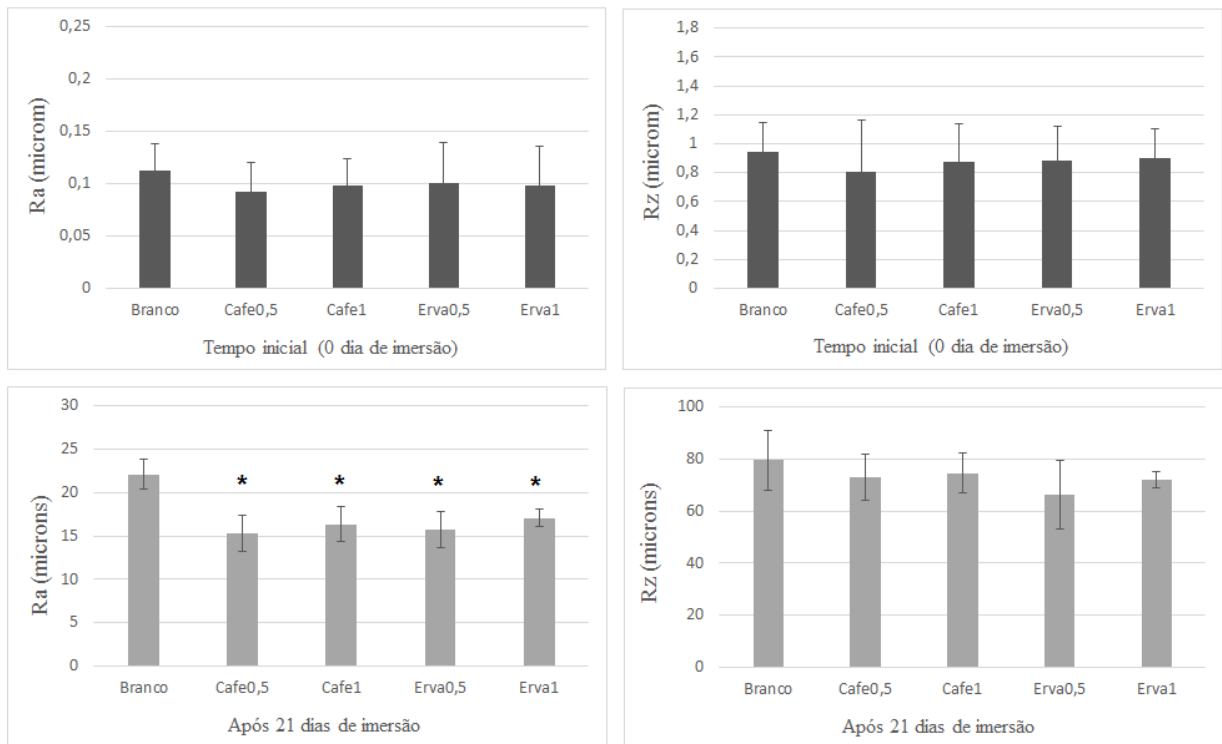 0,25
0,2
0,15
0,1
0,05
0
Ra (microm)
Branco Cafe0,5 Cafe1 Erva0,5 Erva1
Tempo inicial (0 dia de imersão)
1,8
1,6
1,4
1,2
1
0,8
0,6
0,4
0,2
0
Rz (microm)
Branco Cafe0,5 Cafe1 Erva0,5 Erva1
Tempo inicial (0 dia de imersão)
30
25
20
15
10
5
0
Ra (microns)
* * * *
Branco Cafe0,5 Cafe1 Erva0,5 Erva1
Após 21 dias de imersão
100
80
60
40
20
0
Rz (microns)
Branco Cafe0,5 Cafe1 Erva0,5 Erva1
Após 21 dias de imersão